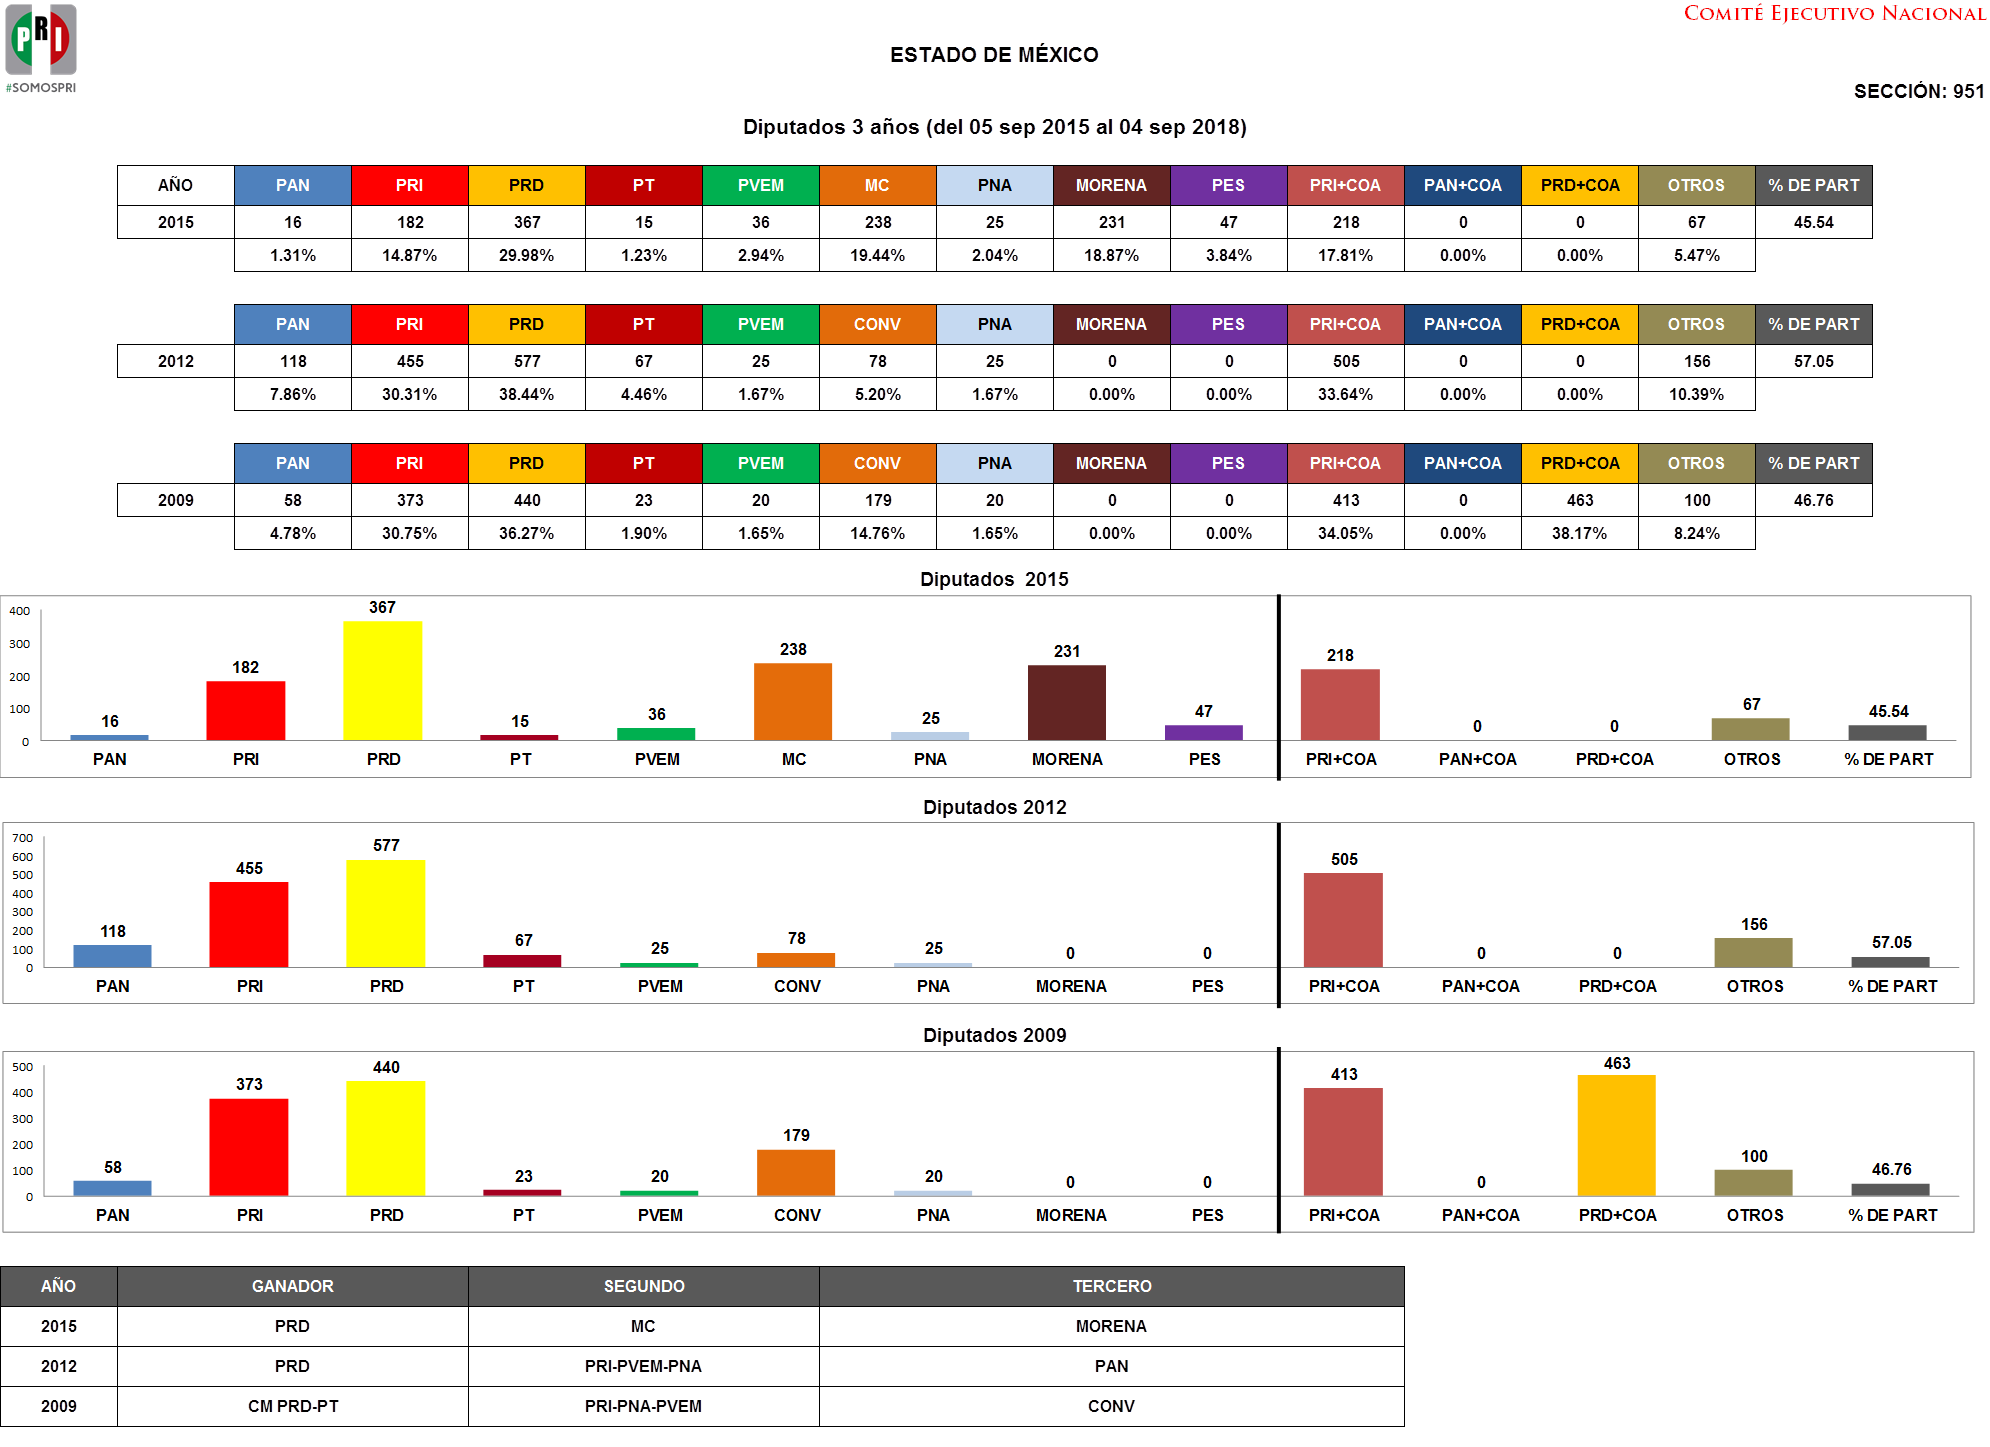 PRI
#SOMOSPRI
COMITÉ EJECUTIVO NACIONAL
ESTADO DE MÉXICO
SECCIÓN: 951
Diputados 3 años (del 05 sep 2015 al 04 sep 2018)
AÑO PAN PRI PRD PT PVEM MC PNA MORENA PES PRI+COA PAN+COA PRD+COA OTROS % DE PART
2015 16 182 367 15 36 238 25 231 47 218 0 0 67 45.54
1.31% 14.87% 29.98% 1.23% 2.94% 19.44% 2.04% 18.87% 3.84% 17.81% 0.00% 0.00% 5.47%
PAN PRI PRD PT PVEM CONV PNA MORENA PES PRI+COA PAN+COA PRD+COA OTROS % DE PART
2012 118 455 577 67 25 78 25 0 0 505 0 0 156 57.05
7.86% 30.31% 38.44% 4.46% 1.67% 5.20% 1.67% 0.00% 0.00% 33.64% 0.00% 0.00% 10.39%
PAN PRI PRD PT PVEM CONV PNA MORENA PES PRI+COA PAN+COA PRD+COA OTROS % DE PART
2009 58 373 440 23 20 179 20 0 0 413 0 463 100 46.76
4.78% 30.75% 36.27% 1.90% 1.65% 14.76% 1.65% 0.00% 0.00% 34.05% 0.00% 38.17% 8.24%
Diputados 2015
400
300
200
100
0
16 182 367 15 36 238 25 231 47 218 0 0 67 45.54
PAN PRI PRD PT PVEM MC PNA MORENA PES PRI+COA PAN+COA PRD+COA OTROS % DE PART
Diputados 2012
700
600
500
400
300
200
100
0
118 455 577 67 25 78 25 0 0 505 0 0 156 57.05
PAN PRI PRD PT PVEM CONV PNA MORENA PES PRI+COA PAN+COA PRD+COA OTROS % DE PART
Diputados 2009
500
400
300
200
100
0
58 373 440 23 20 179 20 0 0 413 0 463 100 46.76
PAN PRI PRD PT PVEM CONV PNA MORENA PES PRI+COA PAN+COA PRD+COA OTROS % DE PART
AÑO GANADOR SEGUNDO TERCERO
2015 PRD MC MORENA
2012 PRD PRI-PVEM-PNA PAN
2009 CM PRD-PT PRI-PNA-PVEM CONV